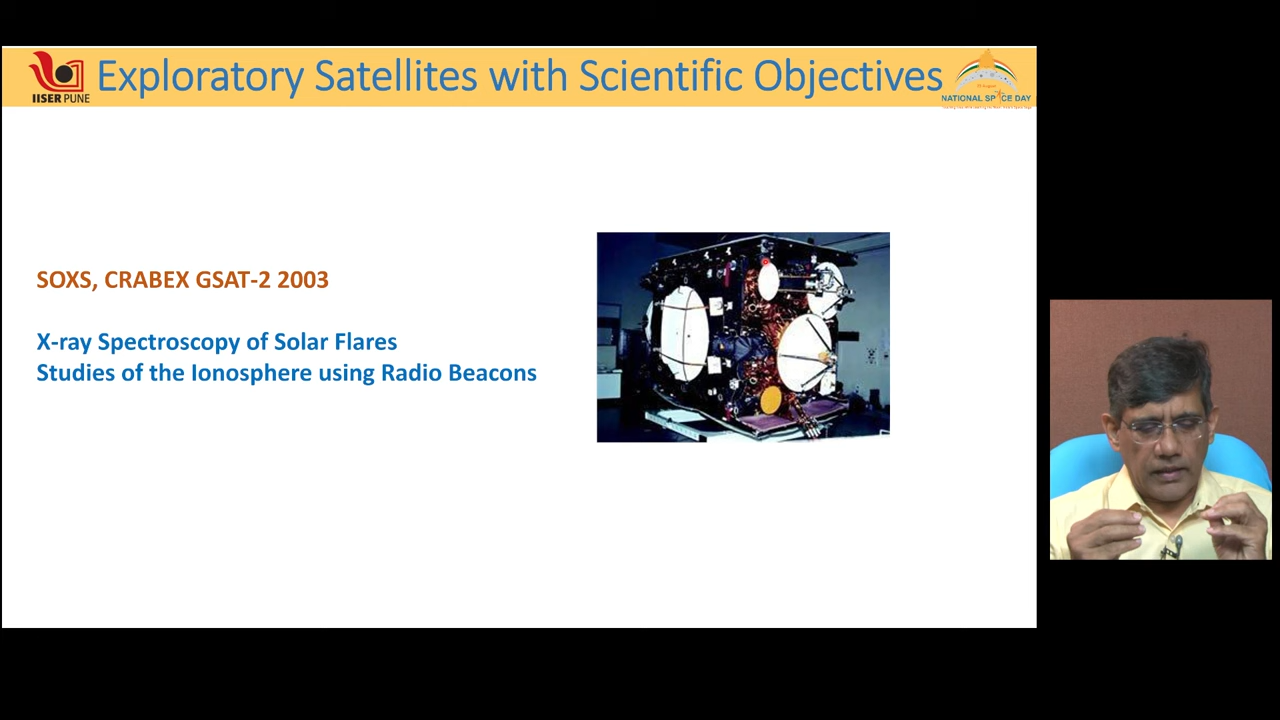 Exploratory Satellites with Scientific Objectives
IISER PUNE
NATIONAL SPACE DAY
SOXS, CRABEX GSAT-2 2003
X-ray Spectroscopy of Solar Flares
Studies of the Ionosphere using Radio Beacons